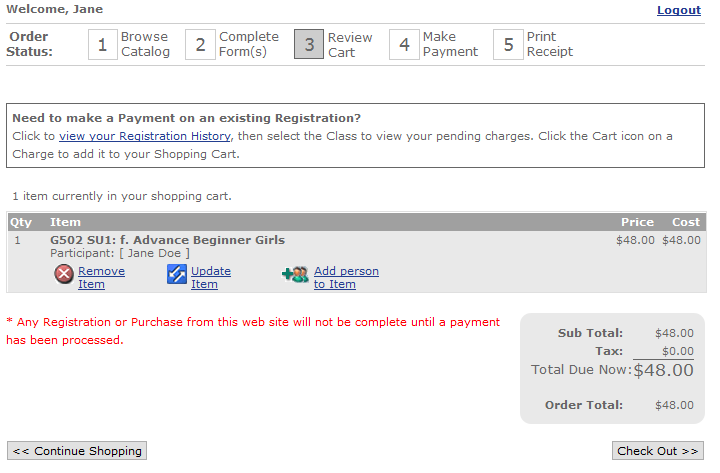 Welcome, Jane
Logout
Order Status:
1 Browse Catalog
2 Complete Form(s)
3 Review Cart
4 Make Payment
5 Print Receipt
Need to make a Payment on an existing Registration?
Click to view your Registration History, then select the Class to view your pending charges. Click the Cart icon on a
Charge to add it to your Shopping Cart.
1 item currently in your shopping cart.
Qty Item Price Cost
1 G502 SU1: f. Advance Beginner Girls $48.00 $48.00
Participant: [ Jane Doe ]
Remove Item
Update Item
Add person to Item
* Any Registration or Purchase from this web site will not be complete until a payment
has been processed.
Sub Total: $48.00
Tax: $0.00
Total Due Now: $48.00
Order Total: $48.00
<< Continue Shopping
Check Out >>